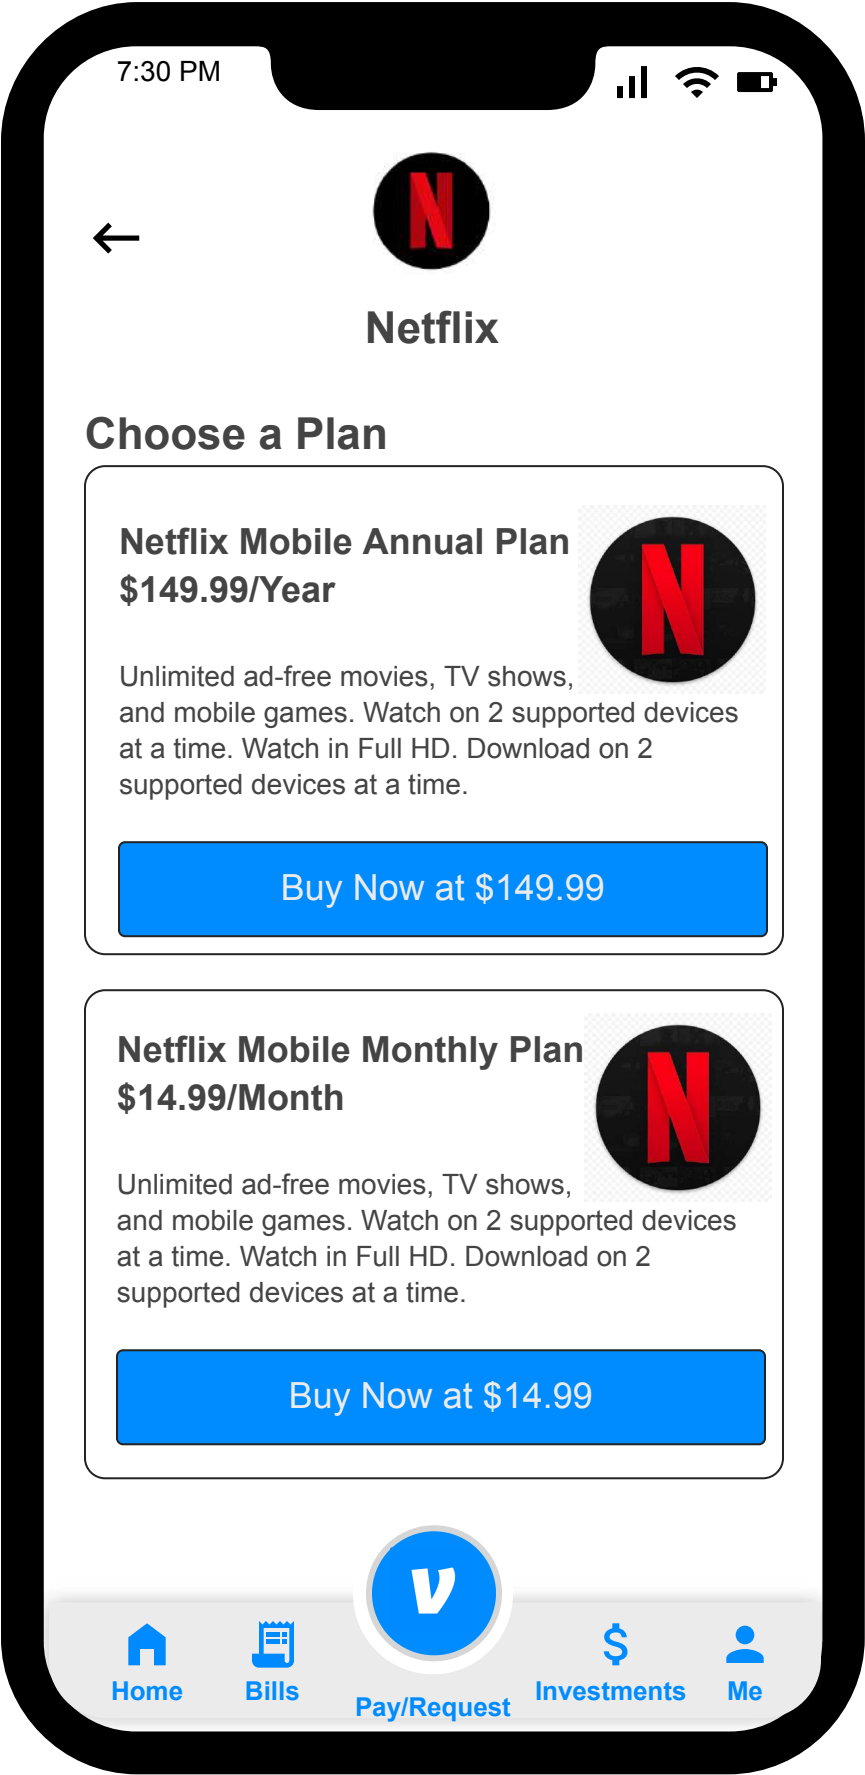 7:30 PM
Netflix
Choose a Plan
Netflix Mobile Annual Plan
$149.99/Year
Unlimited ad-free movies, TV shows,
and mobile games. Watch on 2 supported devices
at a time. Watch in Full HD. Download on 2
supported devices at a time.
Buy Now at $149.99
Netflix Mobile Monthly Plan
$14.99/Month
Unlimited ad-free movies, TV shows,
and mobile games. Watch on 2 supported devices
at a time. Watch in Full HD. Download on 2
supported devices at a time.
Buy Now at $14.99
Home
Bills
Pay/Request
Investments
Me